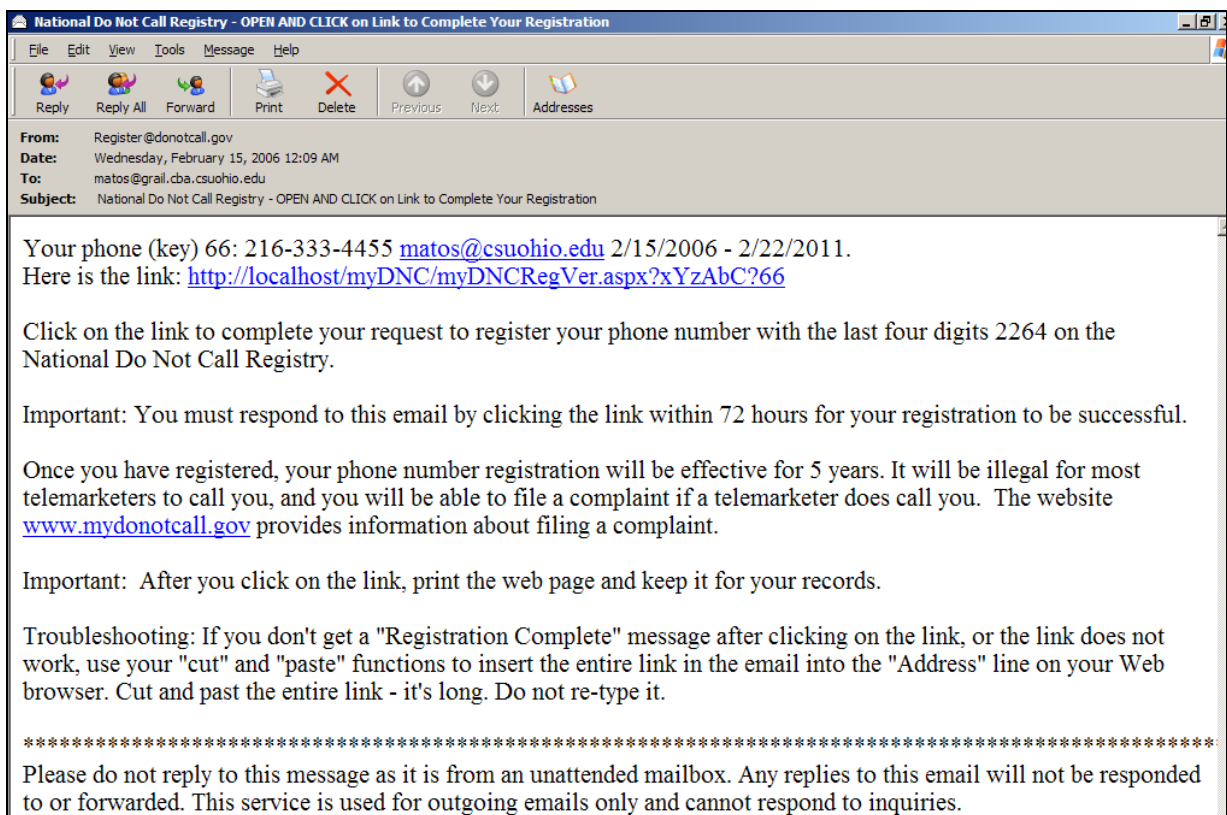 National Do Not Call Registry - OPEN AND CLICK on Link to Complete Your Registration
File Edit View Tools Message Help
Reply Reply All Forward Print Delete Previous Next Addresses
From: Register@donotcall.gov
Date: Wednesday, February 15, 2006 12:09 AM
To: matos@grail.cba.csuohio.edu
Subject: National Do Not Call Registry - OPEN AND CLICK on Link to Complete Your Registration
Your phone (key) 66: 216-333-4455 matos@csuohio.edu 2/15/2006 - 2/22/2011.
Here is the link: http://localhost/myDNC/myDNCRegVer.aspx?xYzAbC?66
Click on the link to complete your request to register your phone number with the last four digits 2264 on the
National Do Not Call Registry.
Important: You must respond to this email by clicking the link within 72 hours for your registration to be successful.
Once you have registered, your phone number registration will be effective for 5 years. It will be illegal for most
telemarketers to call you, and you will be able to file a complaint if a telemarketer does call you.  The website
www.mydonotcall.gov provides information about filing a complaint.
Important:  After you click on the link, print the web page and keep it for your records.
Troubleshooting: If you don't get a "Registration Complete" message after clicking on the link, or the link does not
work, use your "cut" and "paste" functions to insert the entire link in the email into the "Address" line on your Web
browser. Cut and past the entire link - it's long. Do not re-type it.
****************************************************************************************************
Please do not reply to this message as it is from an unattended mailbox. Any replies to this email will not be responded
to or forwarded. This service is used for outgoing emails only and cannot respond to inquiries.